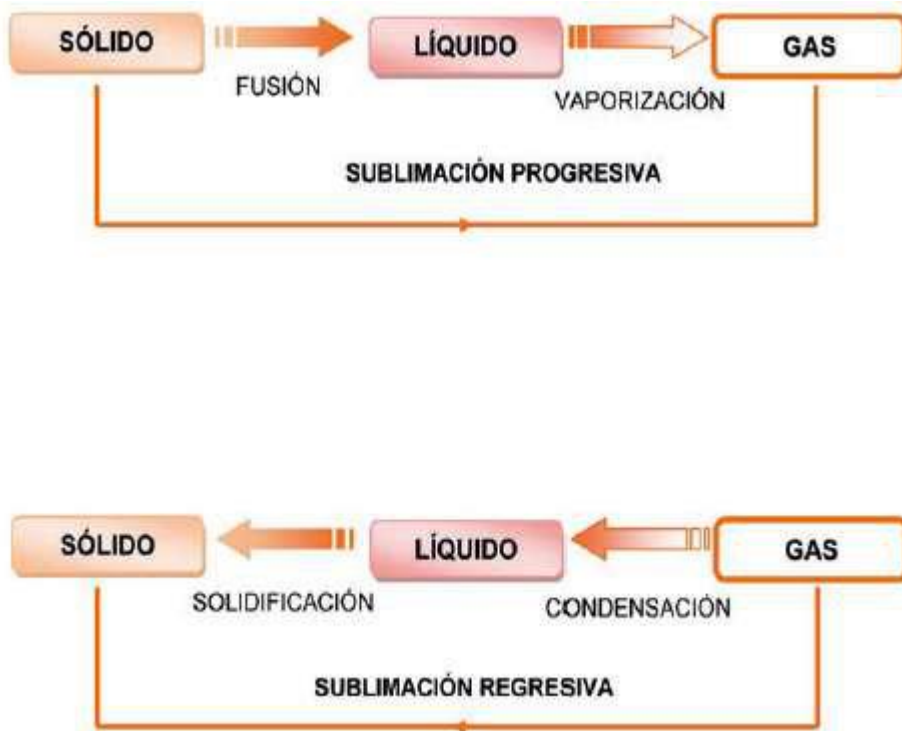 SÓLIDO
LÍQUIDO
GAS
FUSIÓN
VAPORIZACIÓN
SUBLIMACIÓN PROGRESIVA
SÓLIDO
LÍQUIDO
GAS
SOLIDIFICACIÓN
CONDENSACIÓN
SUBLIMACIÓN REGRESIVA